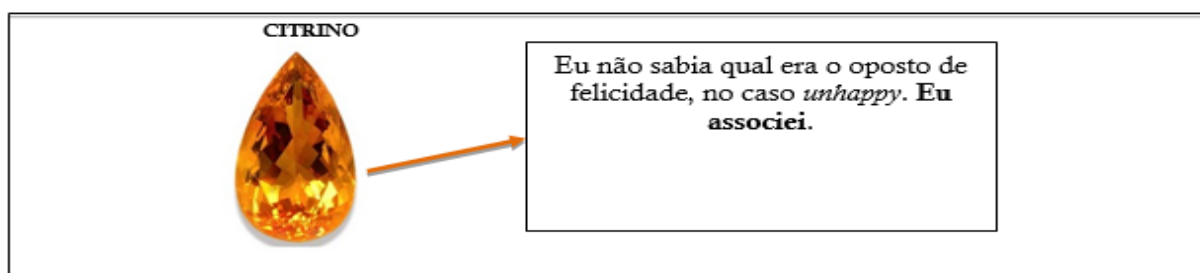 CITRINO
Eu não sabia qual era o oposto de
felicidade, no caso unhappy. Eu
associei.